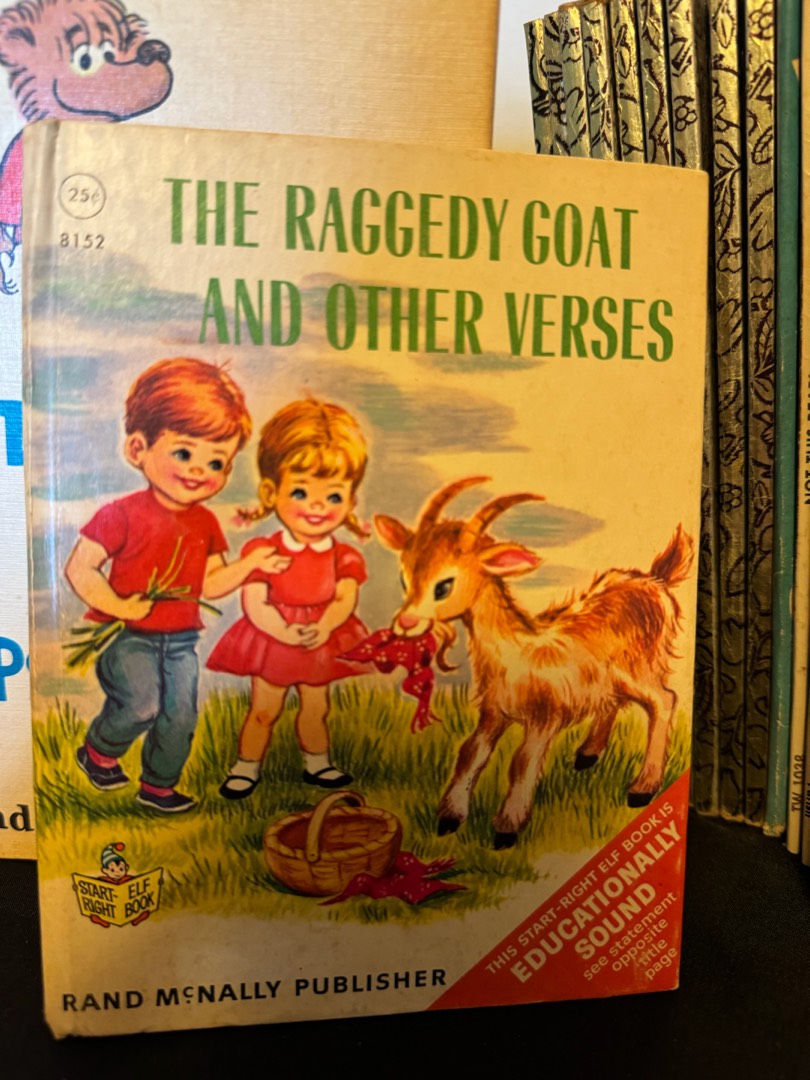 25¢
8152
THE RAGGEDY GOAT
AND OTHER VERSES
START-
RIGHT
ELF
BOOK
THIS START-RIGHT ELF BOOK IS
EDUCATIONALLY
SOUND
see statement
opposite
title
page
RAND McNALLY PUBLISHER